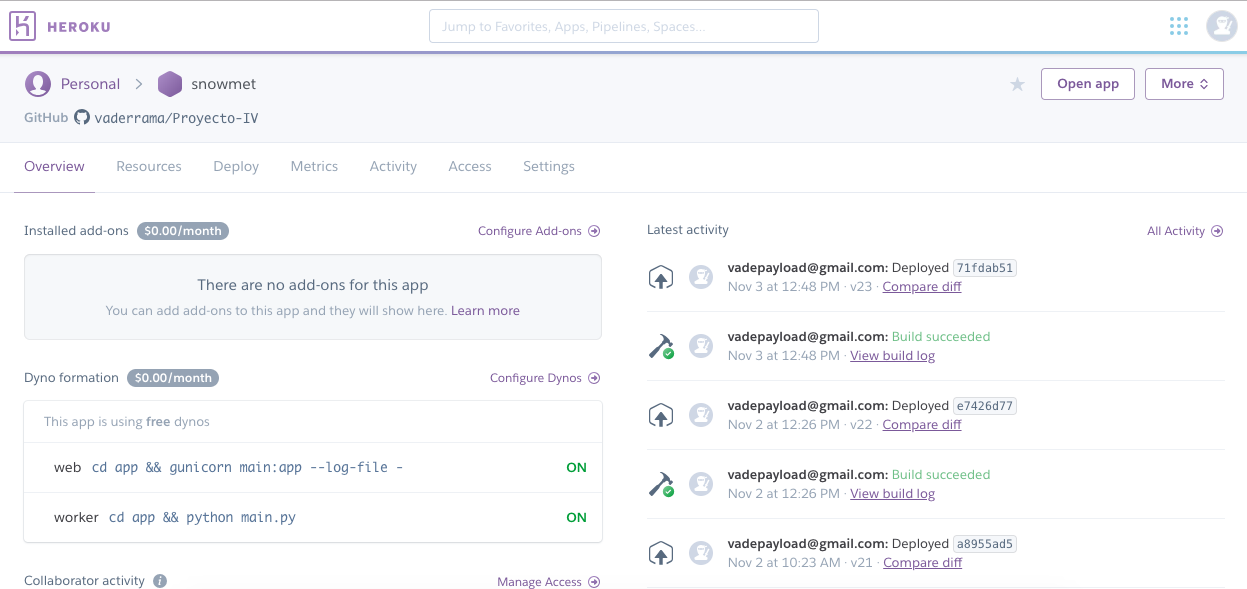 HEROKU
Jump to Favorites, Apps, Pipelines, Spaces...
Personal > snowmet
Open app
More
GitHub vaderrama/Proyecto-IV
Overview Resources Deploy Metrics Activity Access Settings
Installed add-ons $0.00/month
Configure Add-ons
There are no add-ons for this app
You can add add-ons to this app and they will show here. Learn more
Dyno formation $0.00/month
Configure Dynos
This app is using free dynos
web cd app && gunicorn main:app --log-file - ON
worker cd app && python main.py ON
Collaborator activity i
Manage Access
Latest activity
All Activity
vadepayload@gmail.com: Deployed 71fdab51
Nov 3 at 12:48 PM · v23 · Compare diff
vadepayload@gmail.com: Build succeeded
Nov 3 at 12:48 PM · View build log
vadepayload@gmail.com: Deployed e7426d77
Nov 2 at 12:26 PM · v22 · Compare diff
vadepayload@gmail.com: Build succeeded
Nov 2 at 12:26 PM · View build log
vadepayload@gmail.com: Deployed a8955ad5
Nov 2 at 10:23 AM · v21 · Compare diff